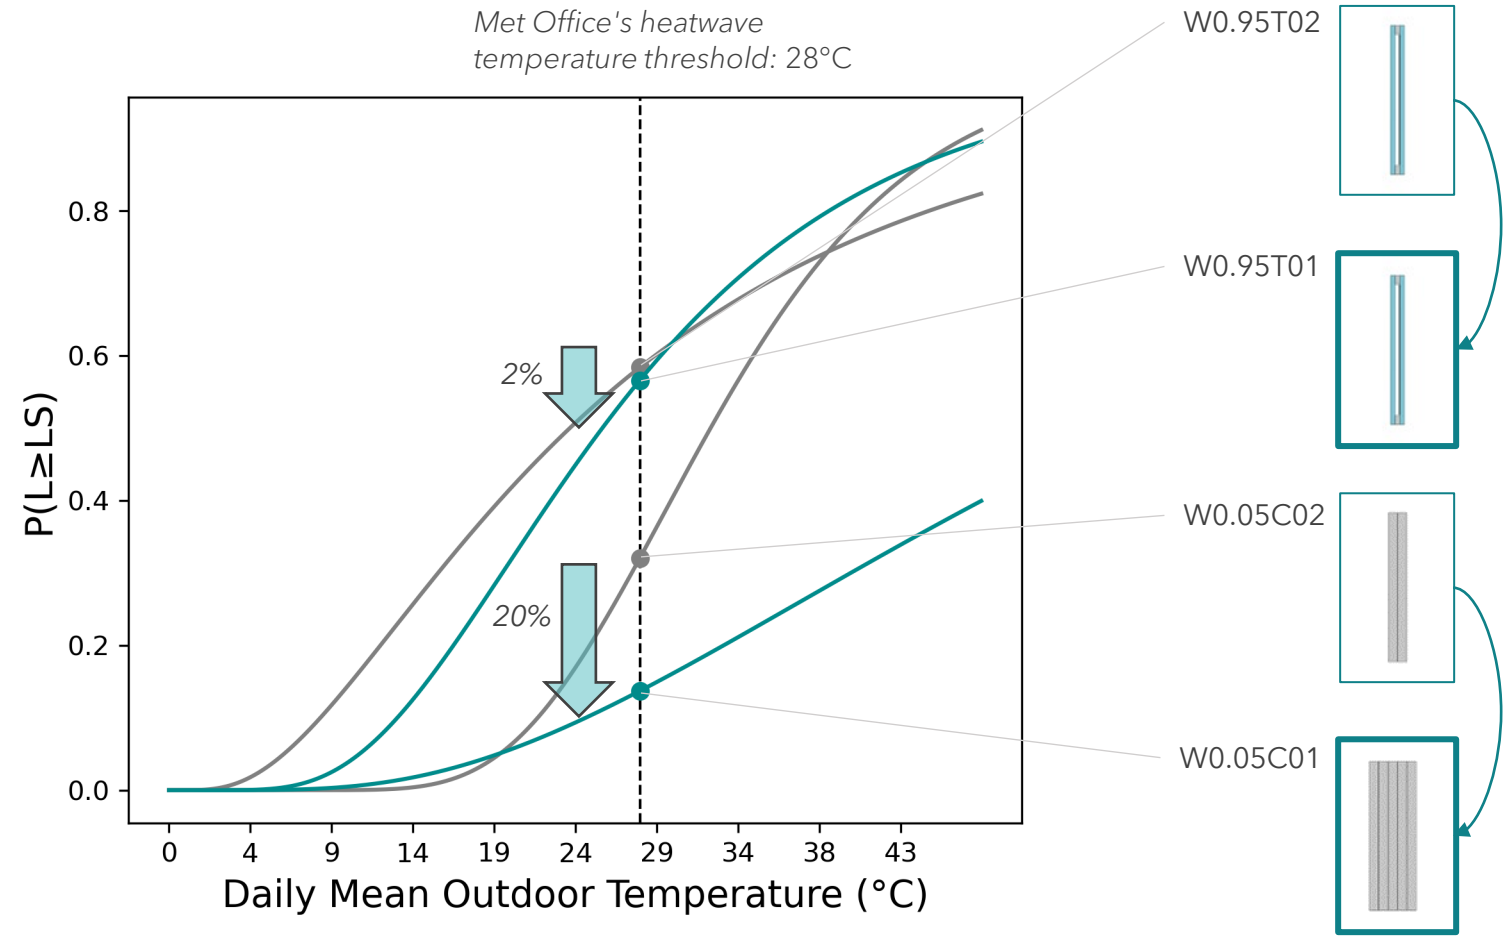 Met Office's heatwave
temperature threshold: 28°C
W0.95T02
W0.95T01
W0.05C02
W0.05C01
2%
20%
P(L≥LS)
0.8
0.6
0.4
0.2
0.0
0 4 9 14 19 24 29 34 38 43
Daily Mean Outdoor Temperature (°C)